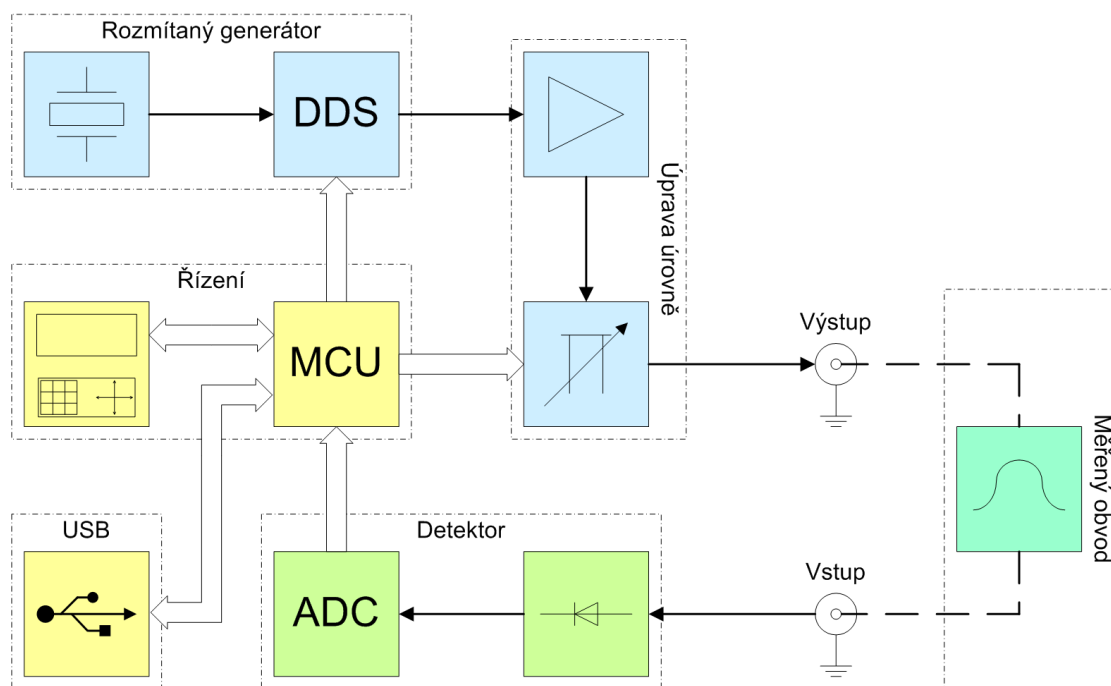 Rozmítaný generátor
DDS
Úprava úrovně
Řízení
MCU
Výstup
Měřený obvod
USB
Detektor
ADC
Vstup